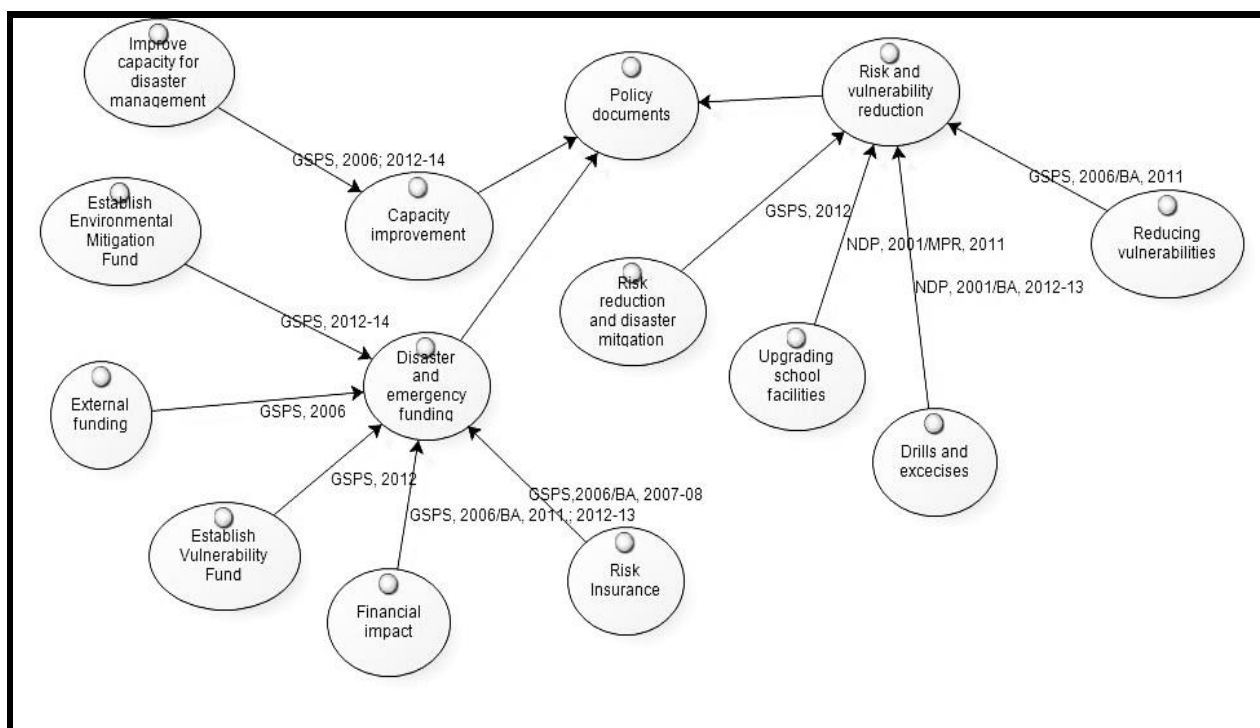 Improve
capacity for
disaster
management
Policy
documents
Risk and
vulnerability
reduction
GSPS, 2006; 2012-14
GSPS, 2006/BA, 2011
Establish
Environmental
Mitigation
Fund
Capacity
improvement
GSPS, 2012
Reducing
vulnerabilities
NDP, 2001/MPR, 2011
Risk
reduction
and disaster
mitgation
NDP, 2001/BA, 2012-13
GSPS, 2012-14
Disaster
and
emergency
funding
Upgrading
school
facilities
External
funding
GSPS, 2006
Drills and
excecises
GSPS, 2012
GSPS,2006/BA, 2007-08
GSPS, 2006/BA, 2011,; 2012-13
Establish
Vulnerability
Fund
Risk
Insurance
Financial
impact